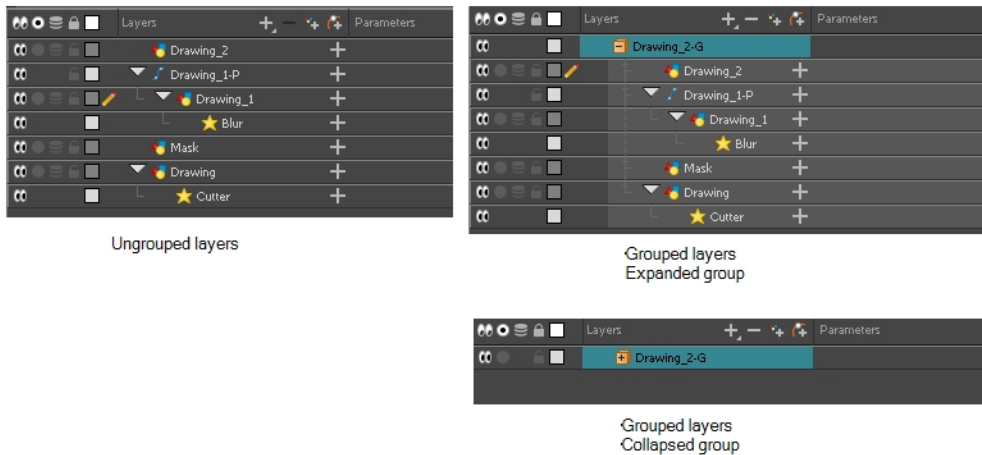 Layers Parameters
Drawing_2
Drawing_1-P
Drawing_1
Blur
Mask
Drawing
Cutter
Ungrouped layers
Layers Parameters
Drawing_2-G
Drawing_2
Drawing_1-P
Drawing_1
Blur
Mask
Drawing
Cutter
Grouped layers
Expanded group
Layers Parameters
Drawing_2-G
Grouped layers
Collapsed group